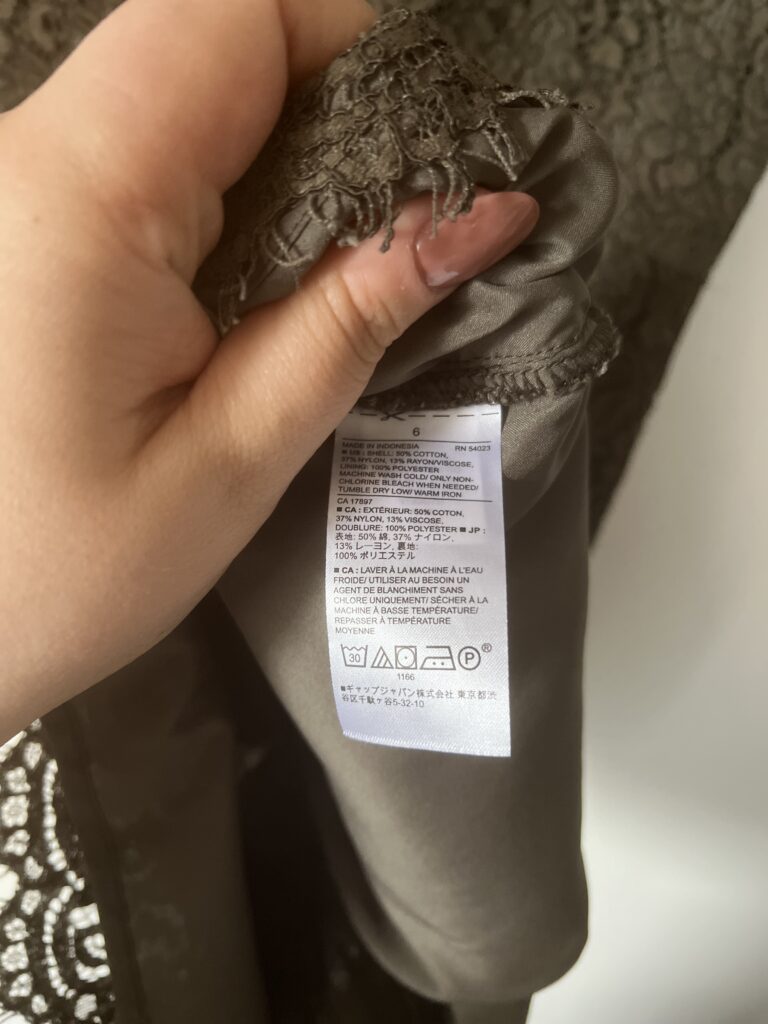 6
MADE IN INDONESIA RN 54023
■ US : SHELL: 50% COTTON,
37% NYLON, 13% RAYON/VISCOSE,
LINING: 100% POLYESTER
MACHINE WASH COLD/ ONLY NON-
CHLORINE BLEACH WHEN NEEDED/
TUMBLE DRY LOW/ WARM IRON
CA 17897
■ CA : EXTÉRIEUR: 50% COTON,
37% NYLON, 13% VISCOSE,
DOUBLURE: 100% POLYESTER ■ JP :
表地: 50% 綿, 37% ナイロン,
13% レーヨン, 裏地:
100% ポリエステル
■ CA : LAVER À LA MACHINE À L'EAU
FROIDE/ UTILISER AU BESOIN UN
AGENT DE BLANCHIMENT SANS
CHLORE UNIQUEMENT/ SÉCHER À LA
MACHINE À BASSE TEMPÉRATURE/
REPASSER À TEMPÉRATURE
MOYENNE
30 P ®
1166
■ギャップジャパン株式会社 東京都渋
谷区千駄ヶ谷5-32-10